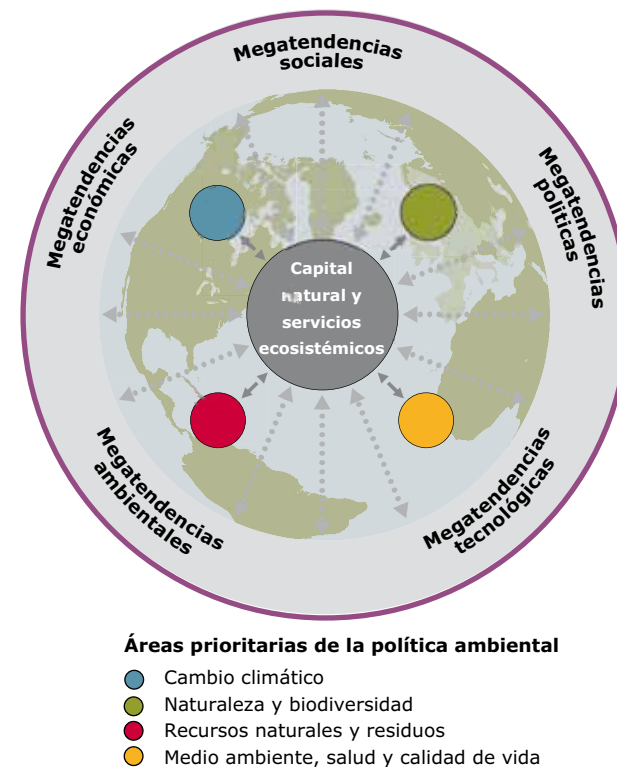 Megatendencias
sociales
Megatendencias
económicas
Megatendencias
políticas
Capital
natural y
servicios
ecosistémicos
Megatendencias
ambientales
Megatendencias
tecnológicas
Áreas prioritarias de la política ambiental
Cambio climático
Naturaleza y biodiversidad
Recursos naturales y residuos
Medio ambiente, salud y calidad de vida